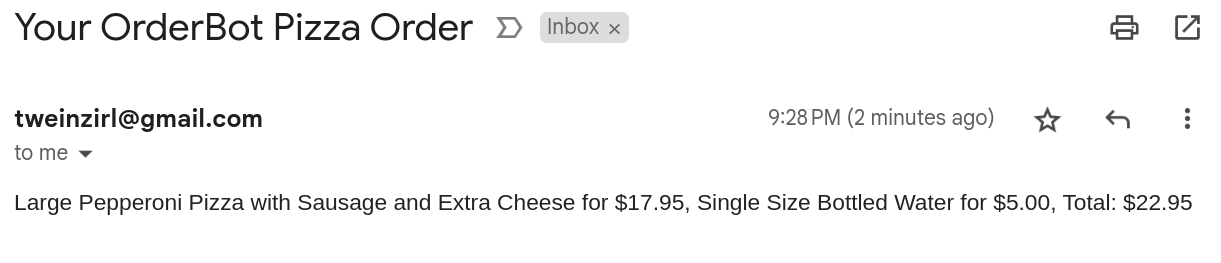 Your OrderBot Pizza Order Inbox ×
tweinzirl@gmail.com 9:28 PM (2 minutes ago)
to me
Large Pepperoni Pizza with Sausage and Extra Cheese for $17.95, Single Size Bottled Water for $5.00, Total: $22.95